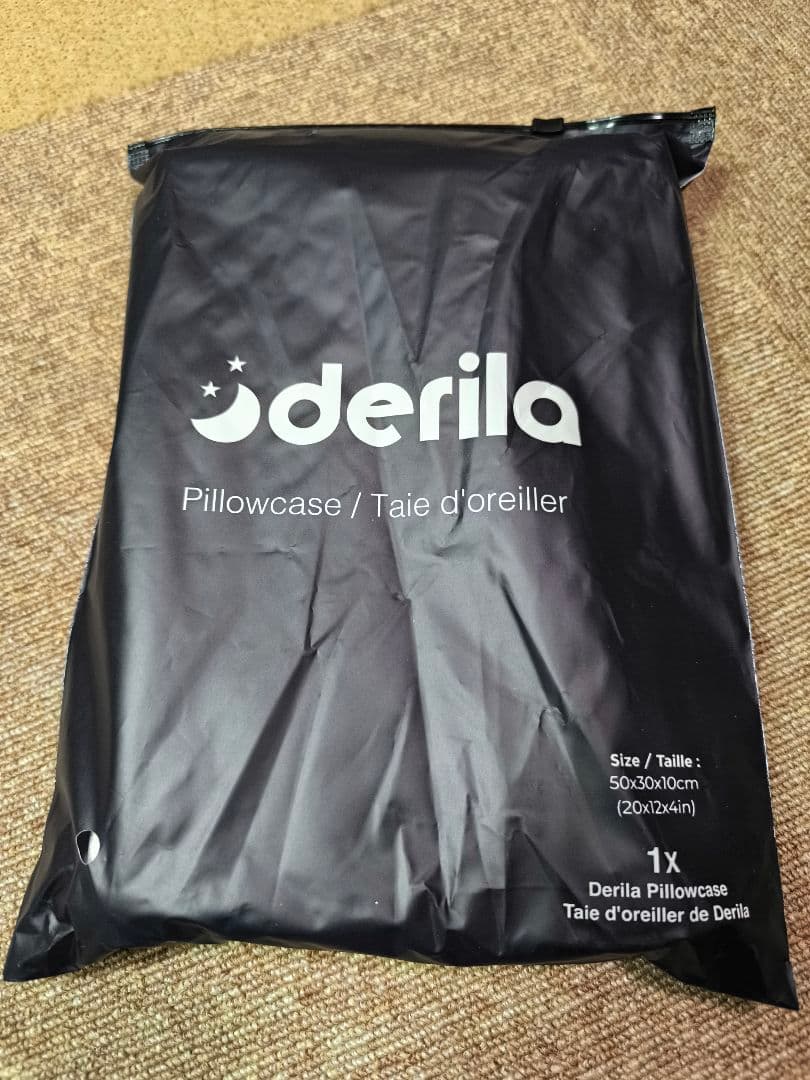 derila
Pillowcase / Taie d'oreiller
Size / Taille :
50x30x10cm
(20x12x4in)
1x
Derila Pillowcase
Taie d'oreiller de Derila